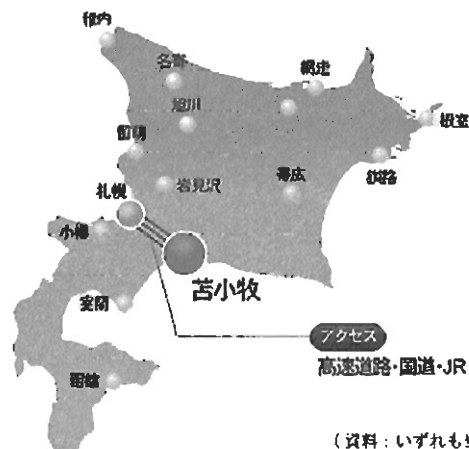 稚内
名寄
網走
旭川
根室
留萌
釧路
帯広
岩見沢
札幌
小樽
苫小牧
室蘭
アクセス
高速道路・国道・JR
函館
(資料:いずれも